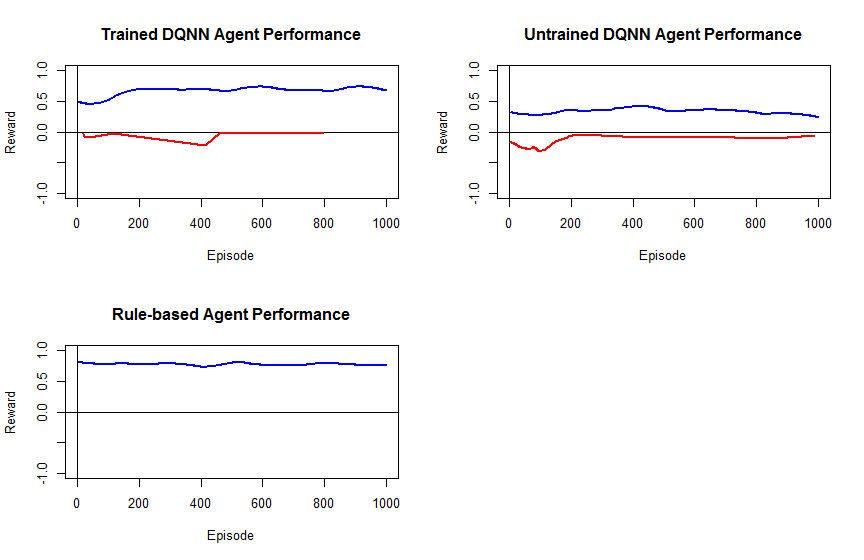 Trained DQNN Agent Performance
Reward
1.0
0.5
0.0
-1.0
0 200 400 600 800 1000
Episode
Untrained DQNN Agent Performance
Reward
1.0
0.5
0.0
-1.0
0 200 400 600 800 1000
Episode
Rule-based Agent Performance
Reward
1.0
0.5
0.0
-1.0
0 200 400 600 800 1000
Episode